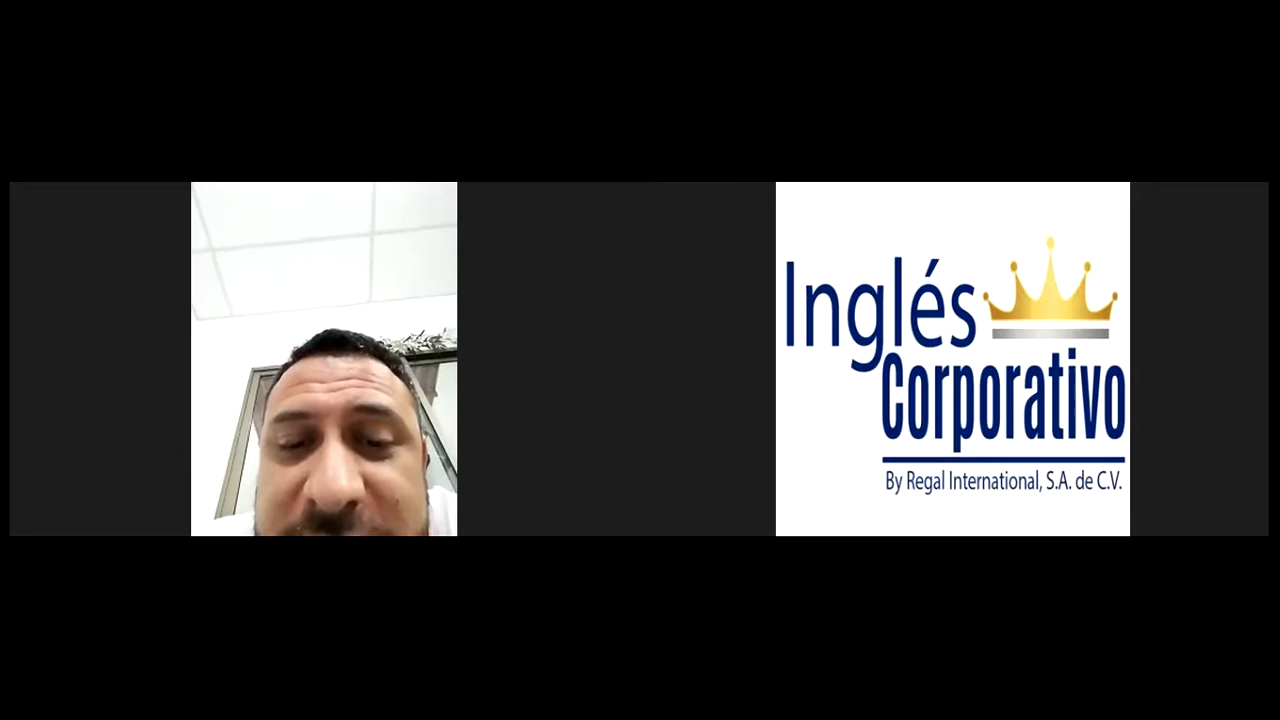 Inglés
Corporativo
By Regal International, S.A. de C.V.